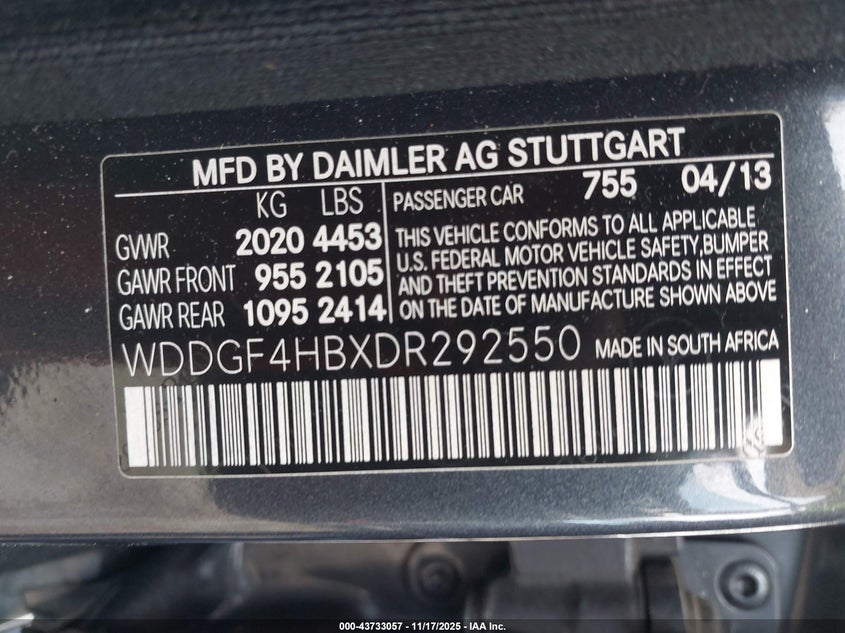 MFD BY DAIMLER AG STUTTGART
KG LBS
GVWR 2020 4453
GAWR FRONT 955 2105
GAWR REAR 1095 2414
PASSENGER CAR 755 04/13
THIS VEHICLE CONFORMS TO ALL APPLICABLE
U.S. FEDERAL MOTOR VEHICLE SAFETY, BUMPER
AND THEFT PREVENTION STANDARDS IN EFFECT
ON THE DATE OF MANUFACTURE SHOWN ABOVE
WDDGF4HBXDR292550 MADE IN SOUTH AFRICA
000-43733057 - 11/17/2025 - IAA Inc.